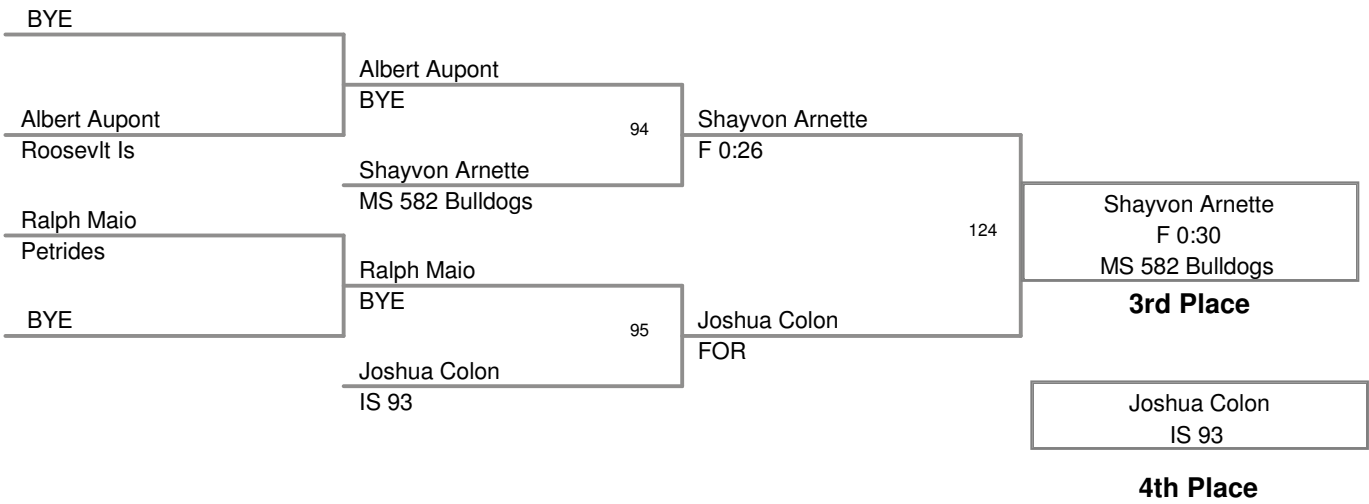 BYE
Albert Aupont
BYE
Albert Aupont
Roosevlt Is
94
Shayvon Arnette
F 0:26
Shayvon Arnette
MS 582 Bulldogs
Ralph Maio
Petrides
124
Shayvon Arnette
F 0:30
MS 582 Bulldogs
3rd Place
Ralph Maio
BYE
BYE
95
Joshua Colon
FOR
Joshua Colon
IS 93
Joshua Colon
IS 93
4th Place